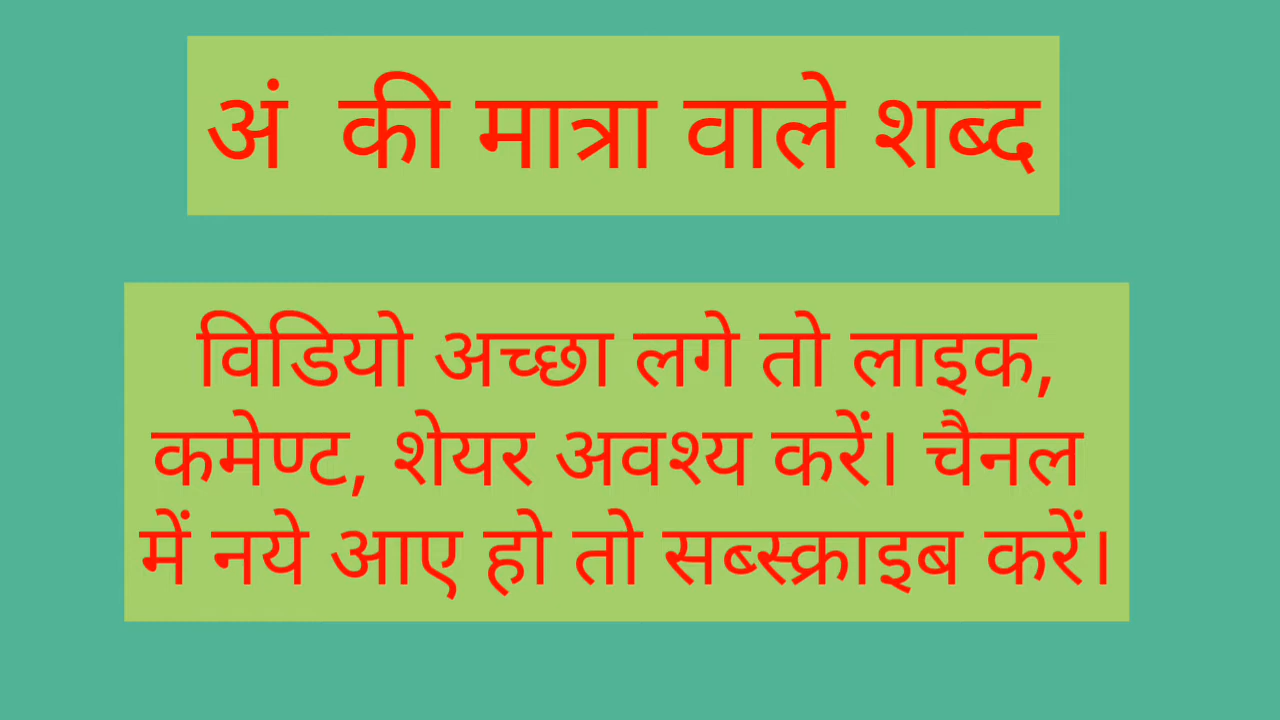 अं की मात्रा वाले शब्द
विडियो अच्छा लगे तो लाइक,
कमेण्ट, शेयर अवश्य करें। चैनल
में नये आए हो तो सब्स्क्राइब करें।